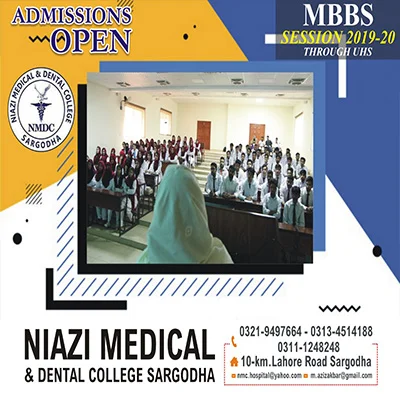 ADMISSIONS
OPEN
MBBS
SESSION 2019-20
THROUGH UHS
NIAZI MEDICAL & DENTAL COLLEGE
NMDC
SARGODHA
NIAZI MEDICAL
& DENTAL COLLEGE SARGODHA
0321-9497664 - 0313-4514188
0311-1248248
10-km.Lahore Road Sargodha
nmc.hospital@yahoo.com m.azizakbar@gmail.com